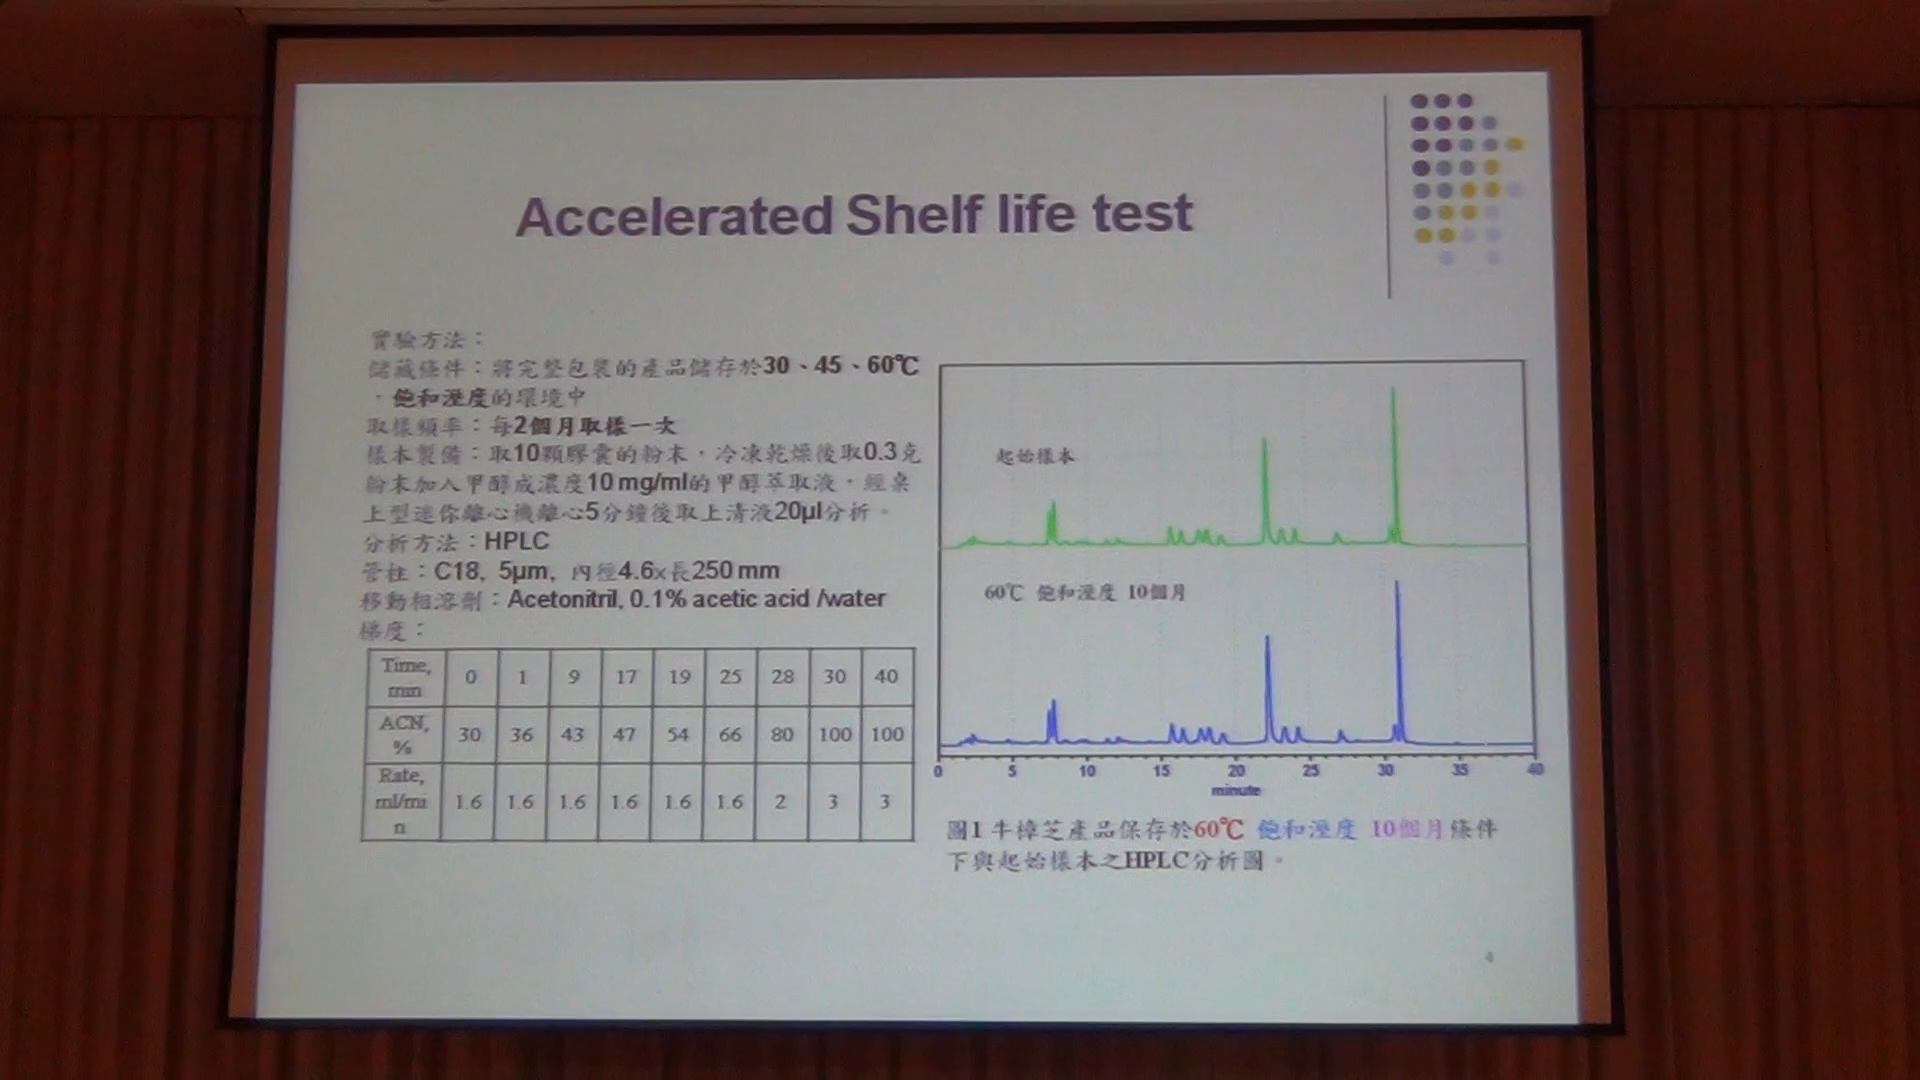 Accelerated Shelf life test
實驗方法：
儲藏條件：將完整包裝的產品儲存於30、45、60℃
，飽和溼度的環境中
取樣頻率：每2個月取樣一次
樣本製備：取10顆膠囊的粉末，冷凍乾燥後取0.3克
粉末加入甲醇成濃度10 mg/ml的甲醇萃取液，經桌
上型迷你離心機離心5分鐘後取上清液20μl分析。
分析方法：HPLC
管柱：C18, 5μm, 內徑4.6x長250 mm
移動相溶劑：Acetonitril, 0.1% acetic acid /water
梯度：
Time, min 0 1 9 17 19 25 28 30 40
ACN, % 30 36 43 47 54 66 80 100 100
Rate, ml/min 1.6 1.6 1.6 1.6 1.6 1.6 2 3 3
起始樣本
60℃ 飽和溼度 10個月
0 5 10 15 20 25 30 35 40
minute
圖1 牛樟芝產品保存於60℃ 飽和溼度 10個月條件
下與起始樣本之HPLC分析圖。
4